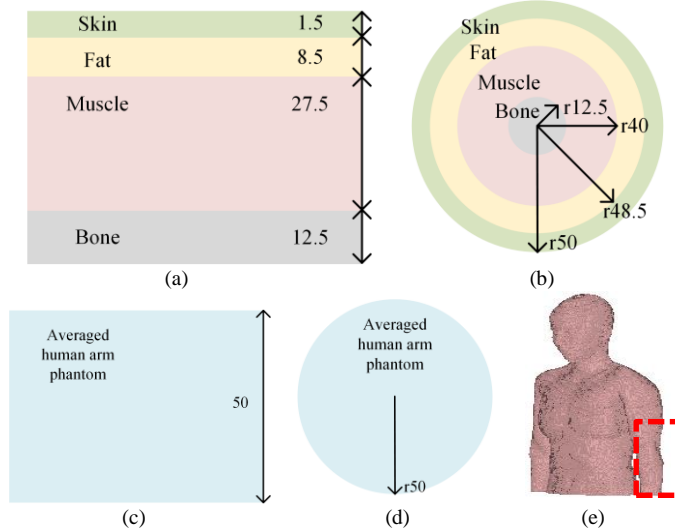 Skin 1.5
Fat 8.5
Muscle 27.5
Bone 12.5
(a)
Skin
Fat
Muscle
Bone
r12.5
r40
r48.5
r50
(b)
Averaged
human arm
phantom
50
(c)
Averaged
human arm
phantom
r50
(d)
(e)